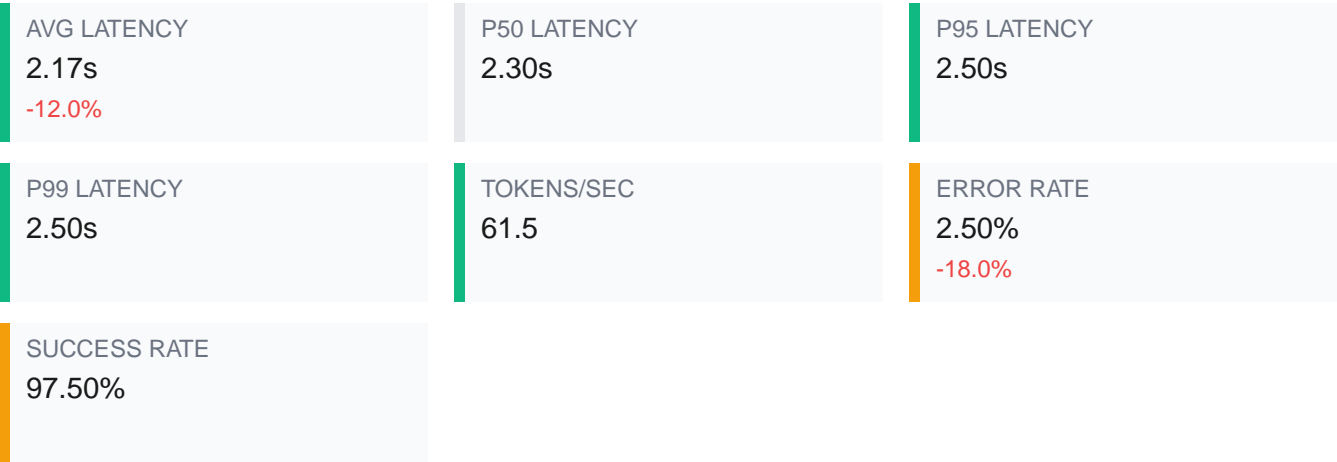 AVG LATENCY
2.17s
-12.0%
P50 LATENCY
2.30s
P95 LATENCY
2.50s
P99 LATENCY
2.50s
TOKENS/SEC
61.5
ERROR RATE
2.50%
-18.0%
SUCCESS RATE
97.50%